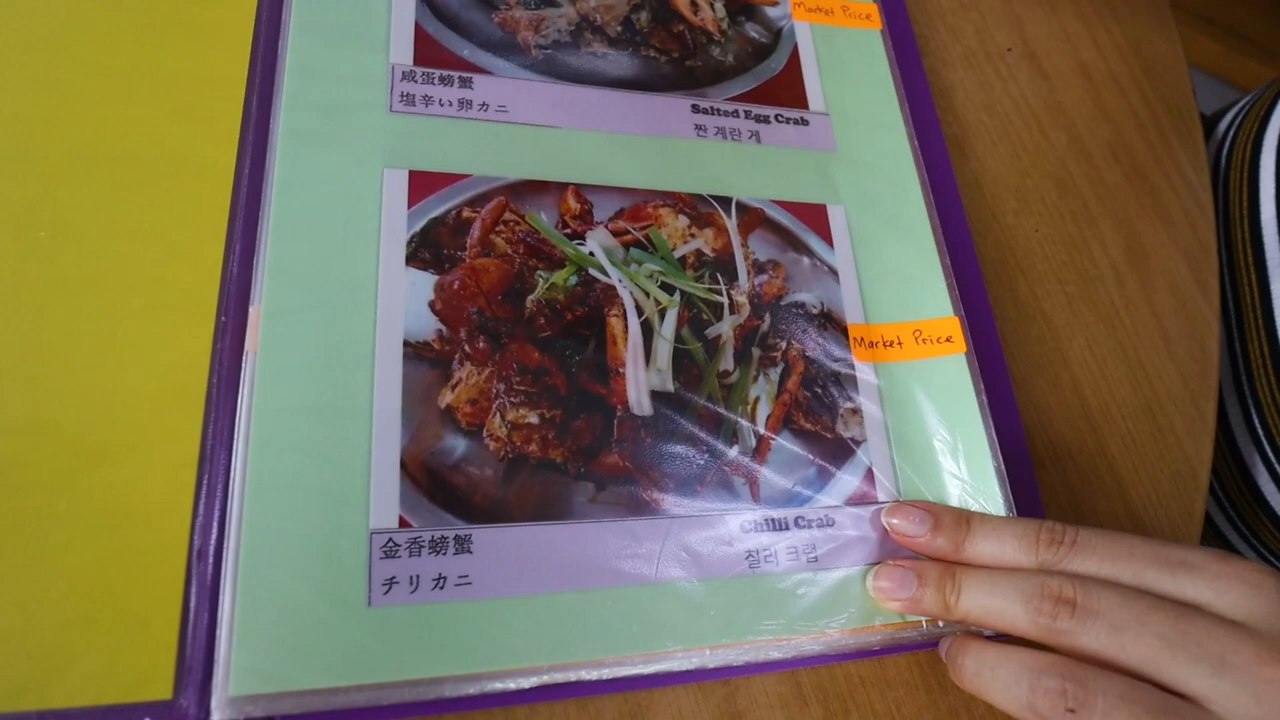 Market Price
咸蛋螃蟹
塩辛い卵カニ
Salted Egg Crab
짠 계란 게
Market Price
金香螃蟹
チリカニ
Chilli Crab
칠리 크랩